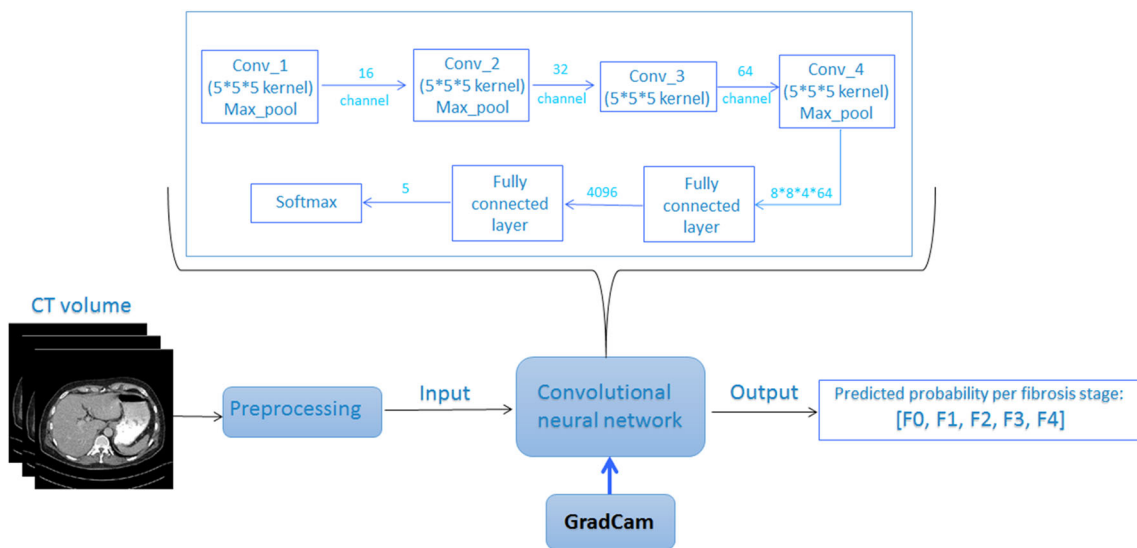 Conv_1
(5*5*5 kernel)
Max_pool
16
channel
Conv_2
(5*5*5 kernel)
Max_pool
32
channel
Conv_3
(5*5*5 kernel)
64
channel
Conv_4
(5*5*5 kernel)
Max_pool
8*8*4*64
Fully
connected
layer
4096
Fully
connected
layer
5
Softmax
CT volume
Preprocessing
Input
Convolutional
neural network
Output
Predicted probability per fibrosis stage:
[F0, F1, F2, F3, F4]
GradCam